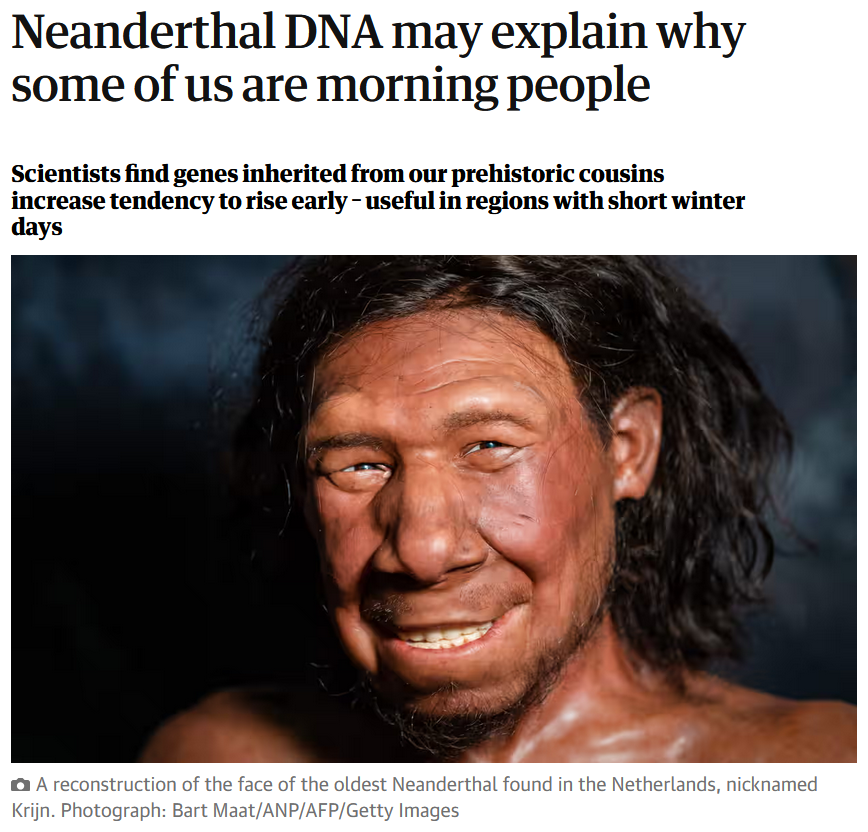 Neanderthal DNA may explain why
some of us are morning people
Scientists find genes inherited from our prehistoric cousins
increase tendency to rise early – useful in regions with short winter
days
A reconstruction of the face of the oldest Neanderthal found in the Netherlands, nicknamed
Krijn. Photograph: Bart Maat/ANP/AFP/Getty Images